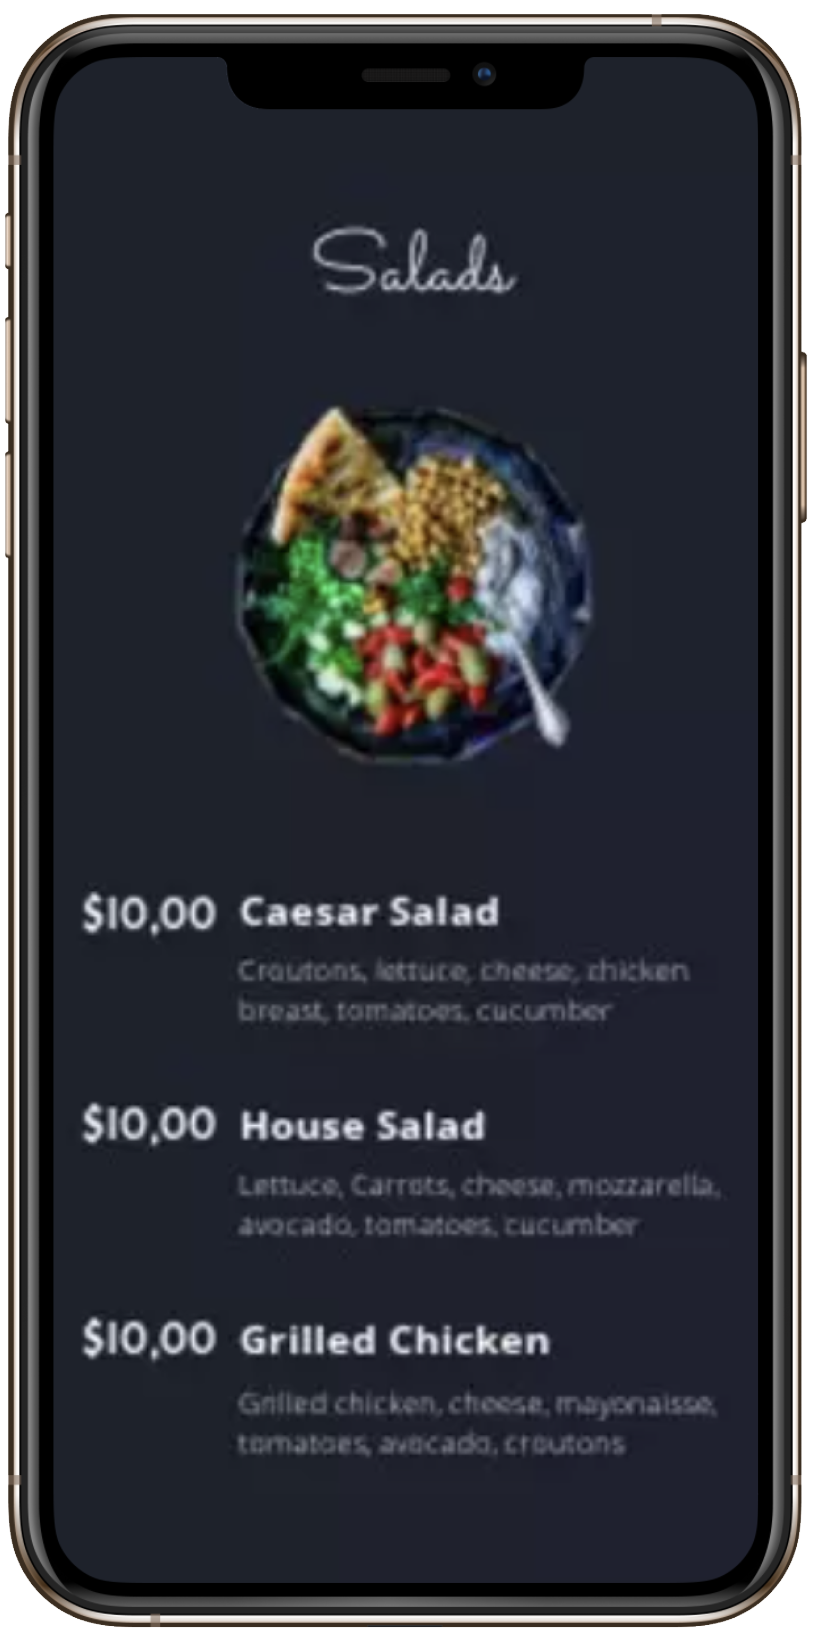 Salads
$10,00 Caesar Salad
Croutons, lettuce, cheese, chicken
breast, tomatoes, cucumber
$10,00 House Salad
Lettuce, Carrots, cheese, mozzarella,
avocado, tomatoes, cucumber
$10,00 Grilled Chicken
Grilled chicken, cheese, mayonaisse,
tomatoes, avocado, croutons